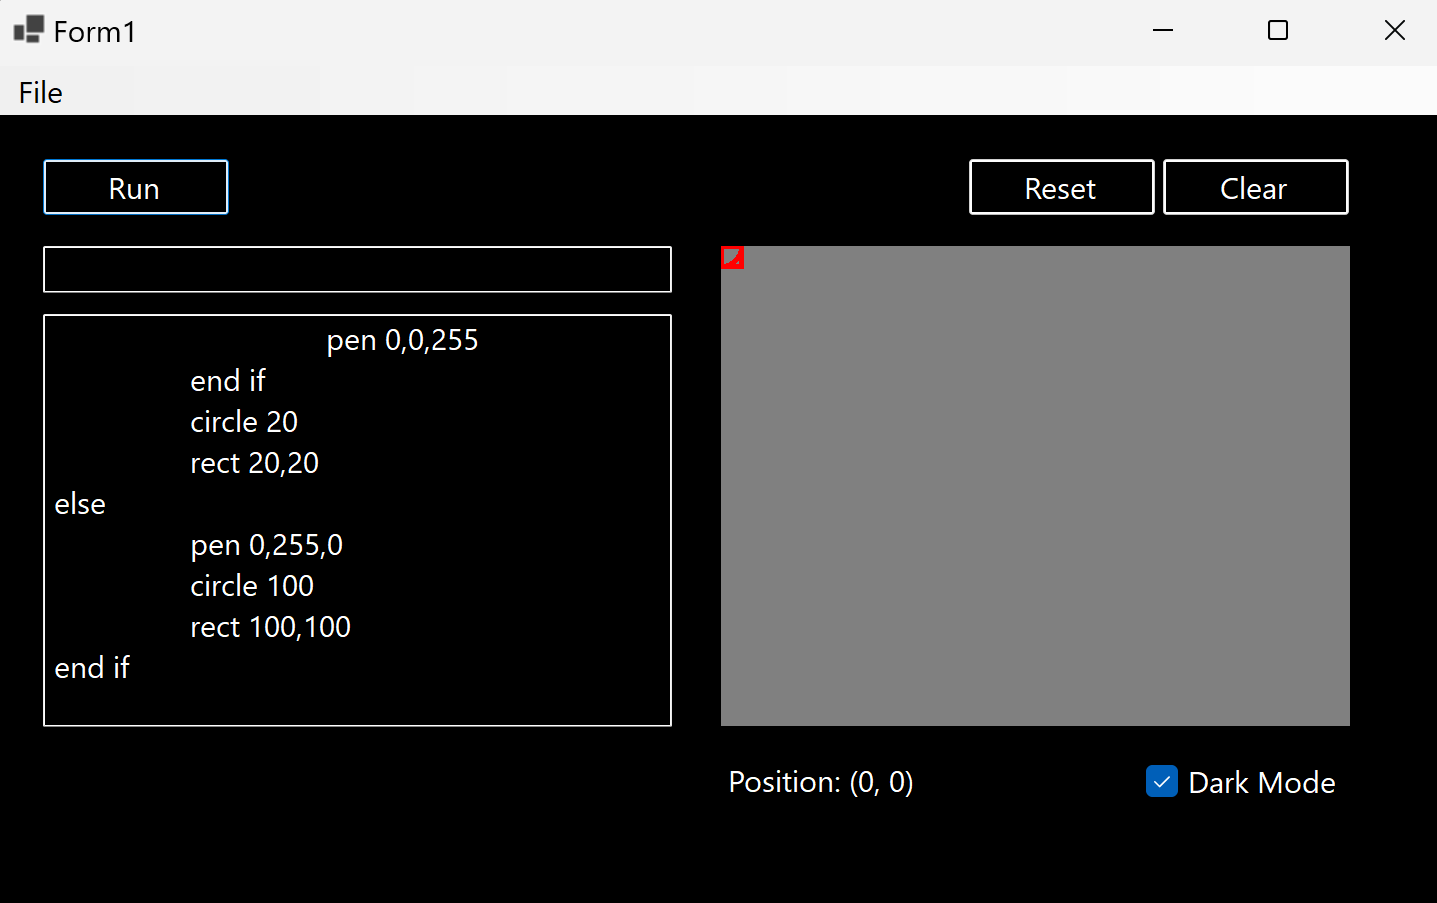 Form1
File
Run
Reset
Clear
pen 0,0,255
end if
circle 20
rect 20,20
else
pen 0,255,0
circle 100
rect 100,100
end if
Position: (0, 0)
Dark Mode